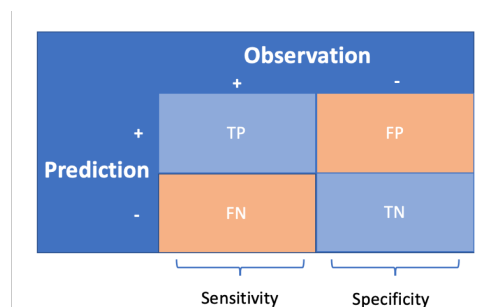 Observation
+ -
+ TP FP
Prediction
- FN TN
Sensitivity Specificity